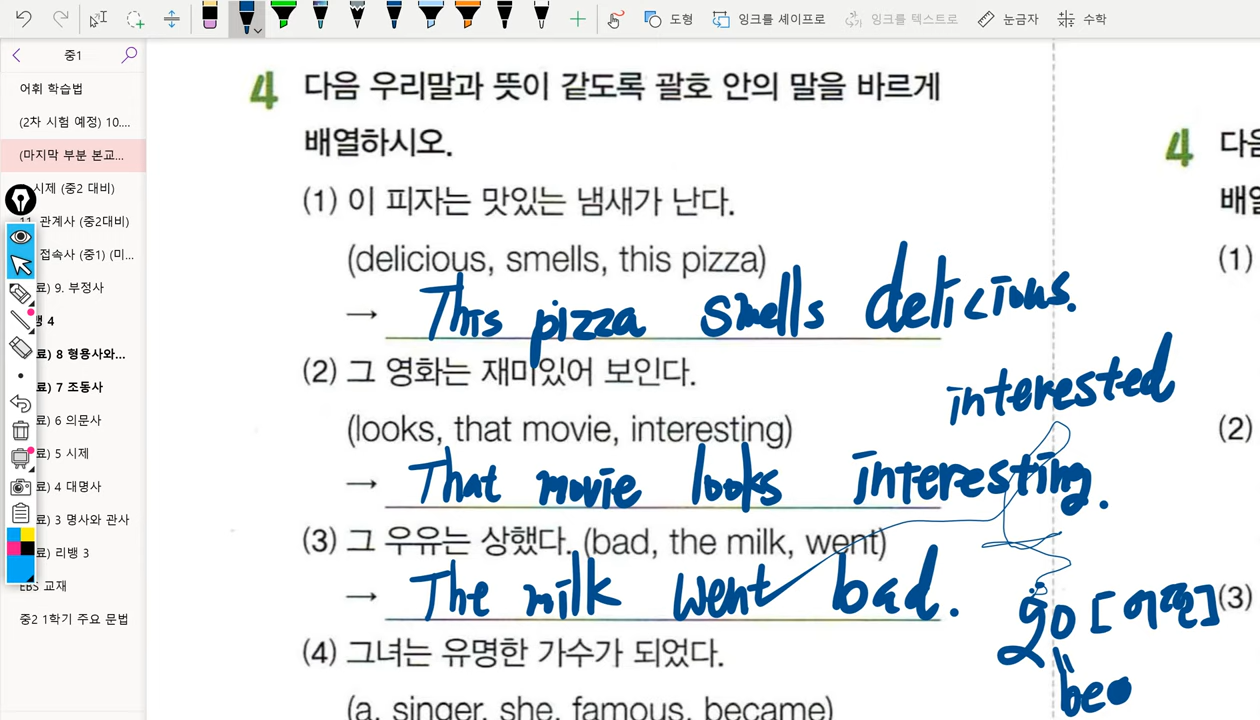 도형
잉크를 셰이프로
잉크를 텍스트로
눈금자
수학
중1
어휘 학습법
(2차 시험 예정) 10....
(마지막 부분 본교...
시제 (중2 대비)
11. 관계사 (중2대비)
접속사 (중1) (미...
료) 9. 부정사
뱅 4
료) 8 형용사와...
료) 7 조동사
료) 6 의문사
료) 5 시제
료) 4 대명사
료) 3 명사와 관사
료) 리뱅 3
EBS 교재
중2 1학기 주요 문법
4 다음 우리말과 뜻이 같도록 괄호 안의 말을 바르게
배열하시오.
(1) 이 피자는 맛있는 냄새가 난다.
(delicious, smells, this pizza)
→ This pizza smells delicious.
(2) 그 영화는 재미있어 보인다.
interested
(looks, that movie, interesting)
→ That movie looks interesting.
(3) 그 우유는 상했다. (bad, the milk, went)
→ The milk went bad.
go [
be
(4) 그녀는 유명한 가수가 되었다.
(a, singer, she, famous, became)
4 다음
배열
(1)
(2)
(3)